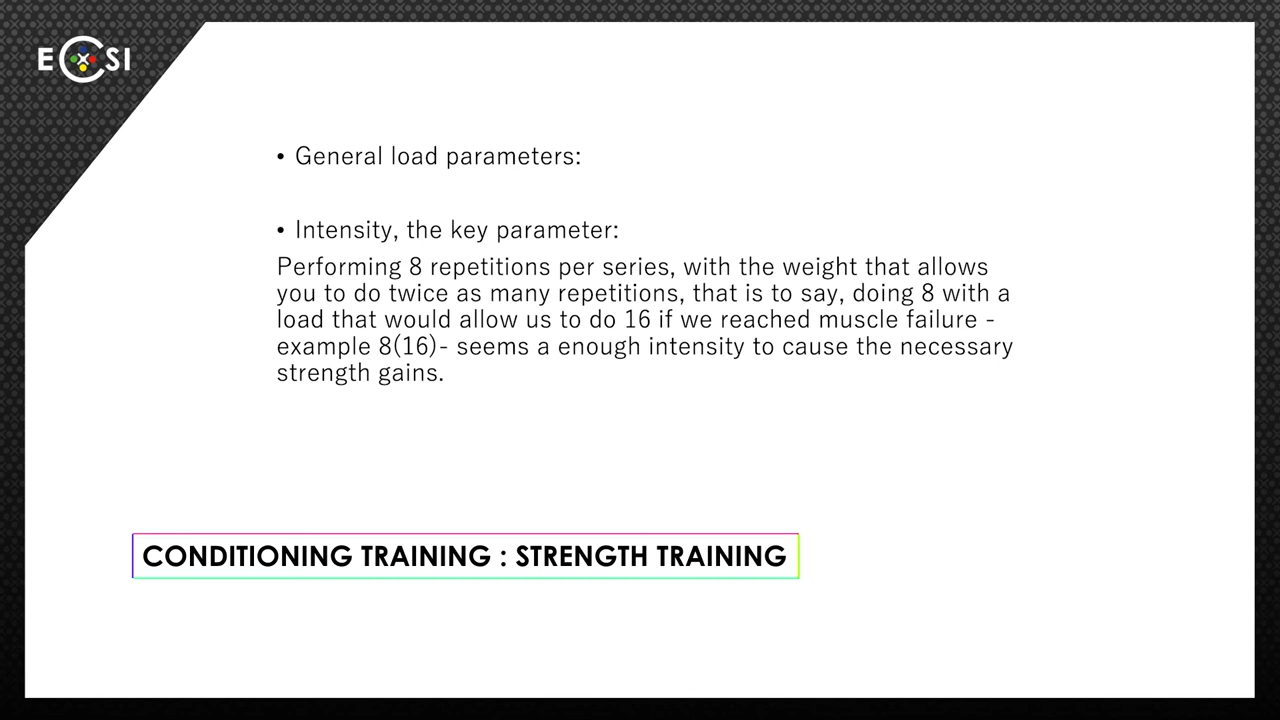 ECSI
• General load parameters:
• Intensity, the key parameter:
Performing 8 repetitions per series, with the weight that allows
you to do twice as many repetitions, that is to say, doing 8 with a
load that would allow us to do 16 if we reached muscle failure -
example 8(16)- seems a enough intensity to cause the necessary
strength gains.
CONDITIONING TRAINING : STRENGTH TRAINING